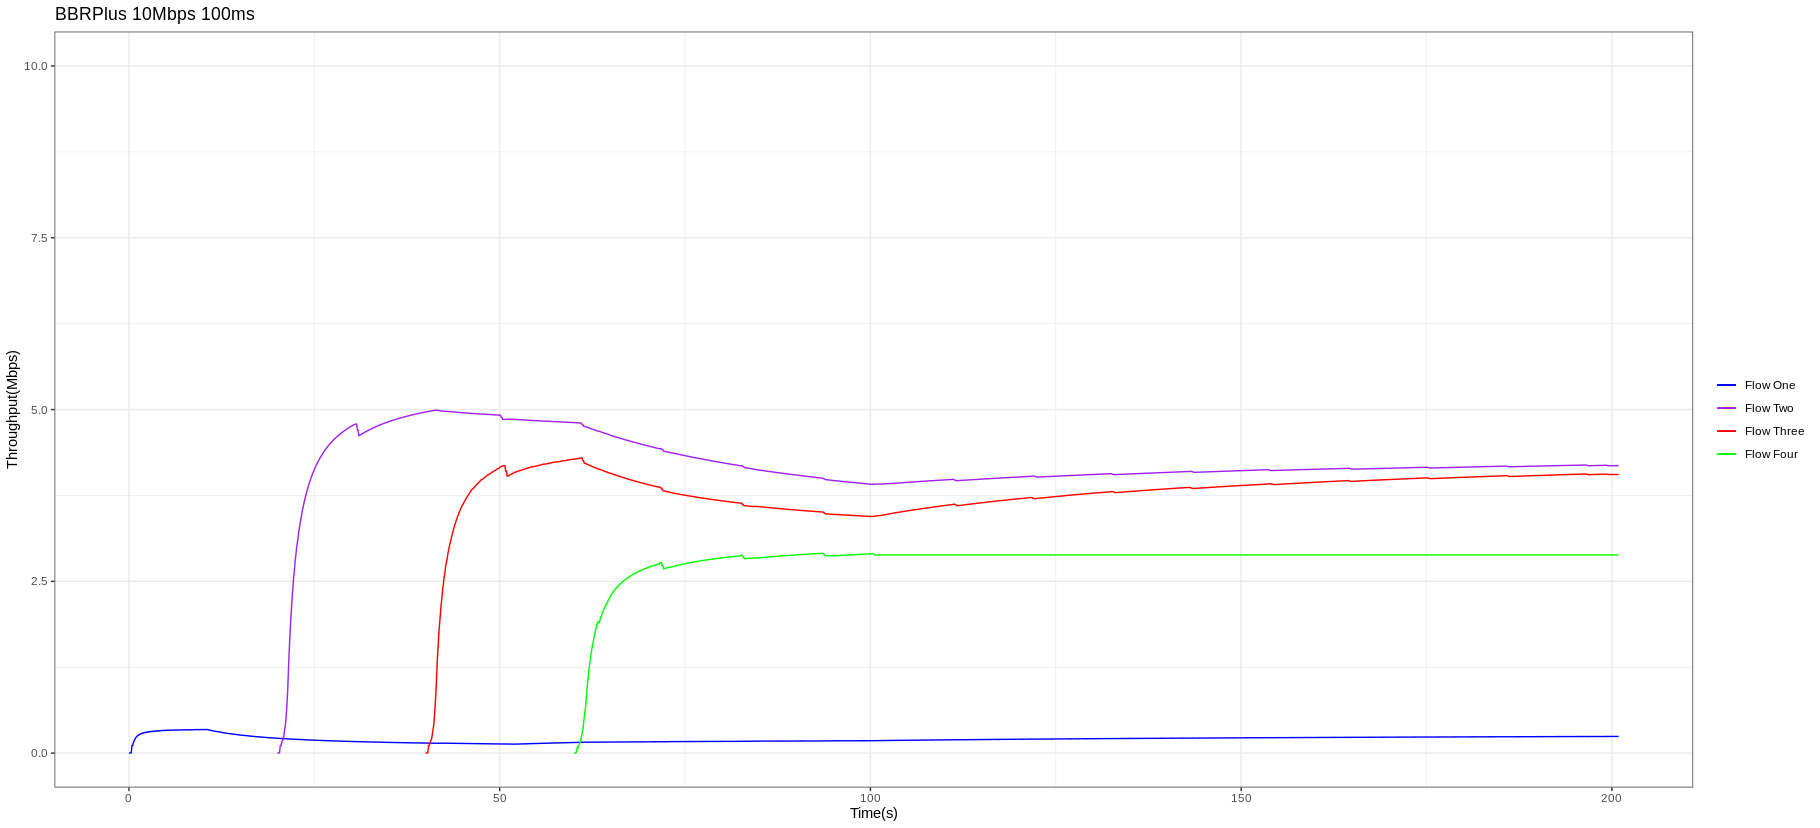 BBRPlus 10Mbps 100ms
Throughput(Mbps)
10.0
7.5
5.0
2.5
0.0
0
50
100
150
200
Time(s)
Flow One
Flow Two
Flow Three
Flow Four